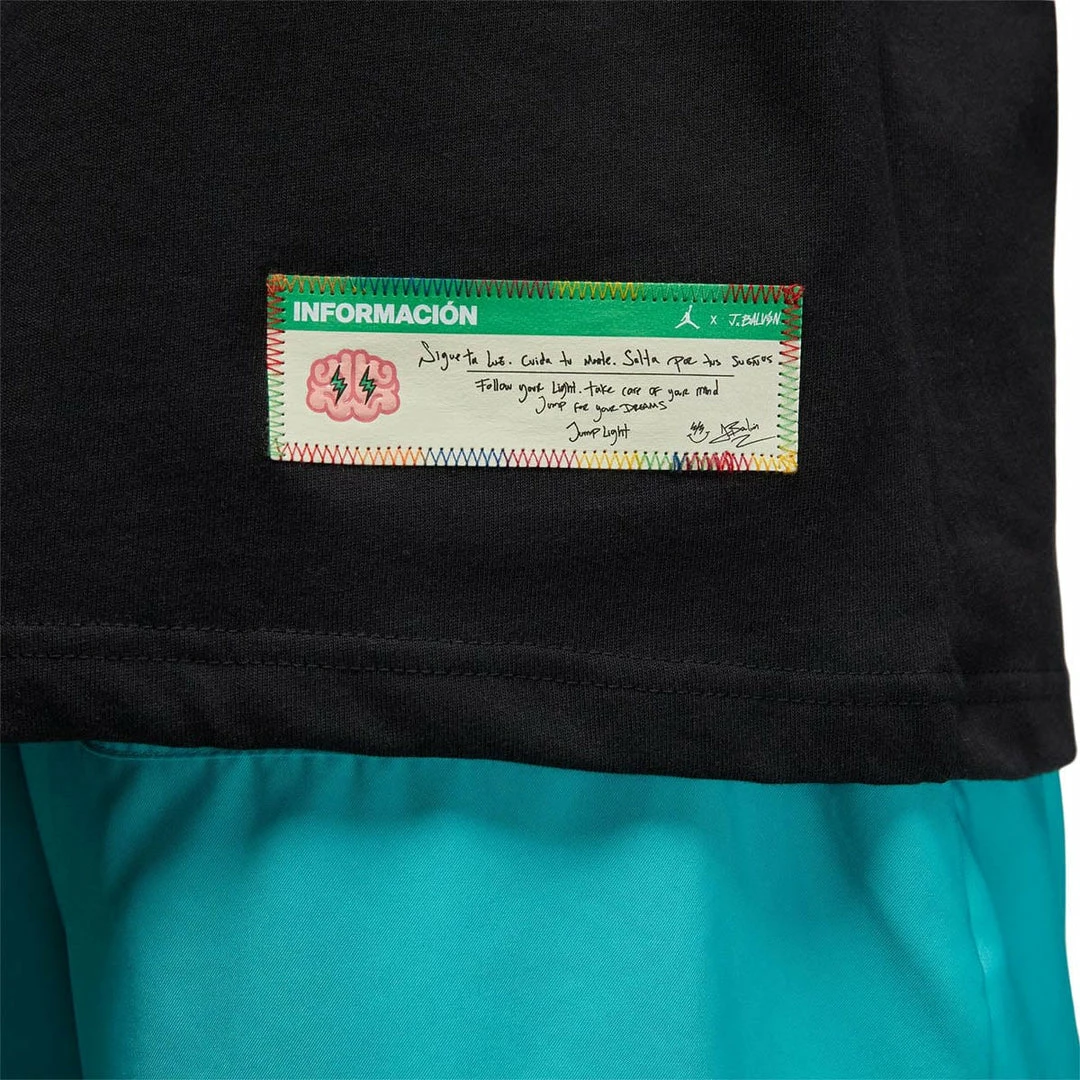 INFORMACIÓN
x J.BALVIN
Sigue tu Luz. Cuida tu Mente. Salta por tus SUEÑOS
Follow your Light. Take care of your mind
Jump for your DREAMS
Jump Light
J.Balvin